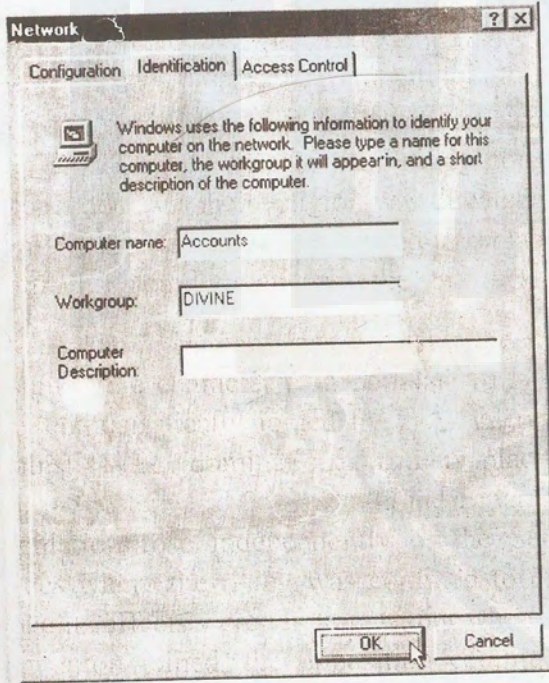 Network ? ×
Configuration Identification Access Control
Windows uses the following information to identify your
computer on the network. Please type a name for this
computer, the workgroup it will appear in, and a short
description of the computer.
Computer name: Accounts
Workgroup: DIVINE
Computer
Description:
OK Cancel